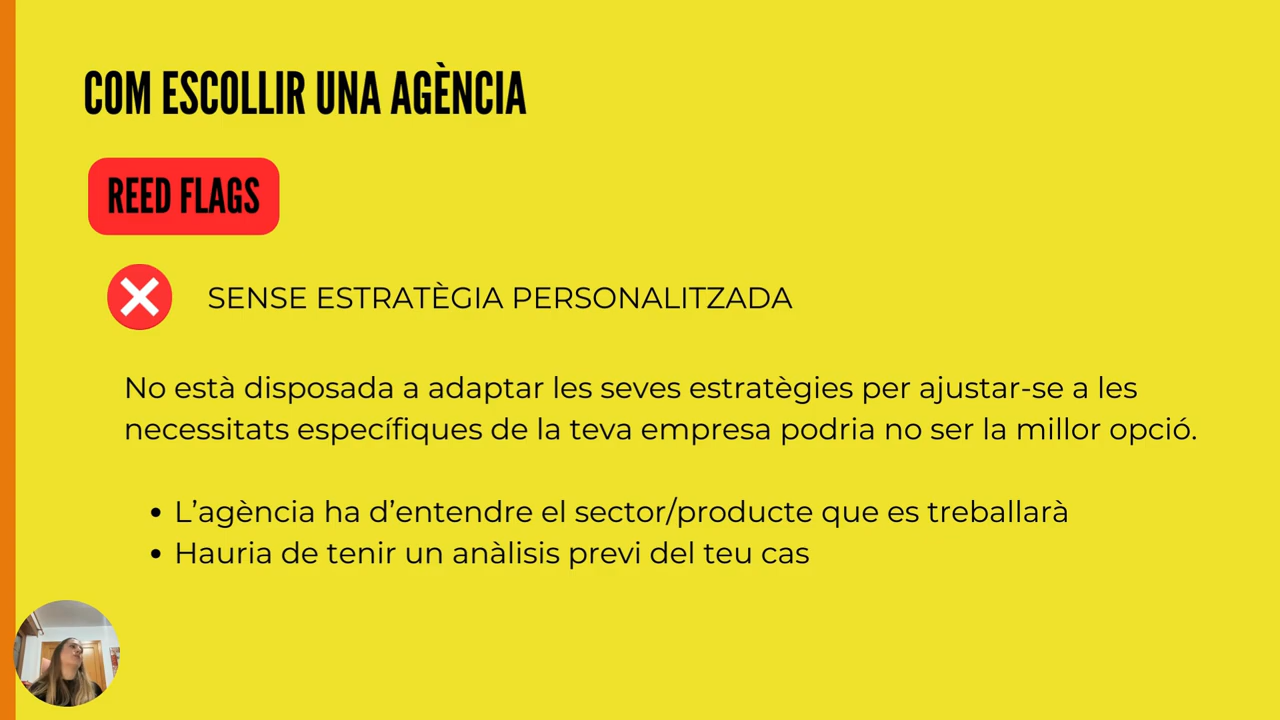 COM ESCOLLIR UNA AGÈNCIA
REED FLAGS
SENSE ESTRATÈGIA PERSONALITZADA
No està disposada a adaptar les seves estratègies per ajustar-se a les
necessitats específiques de la teva empresa podria no ser la millor opció.
• L’agència ha d’entendre el sector/producte que es treballarà
• Hauria de tenir un anàlisis previ del teu cas